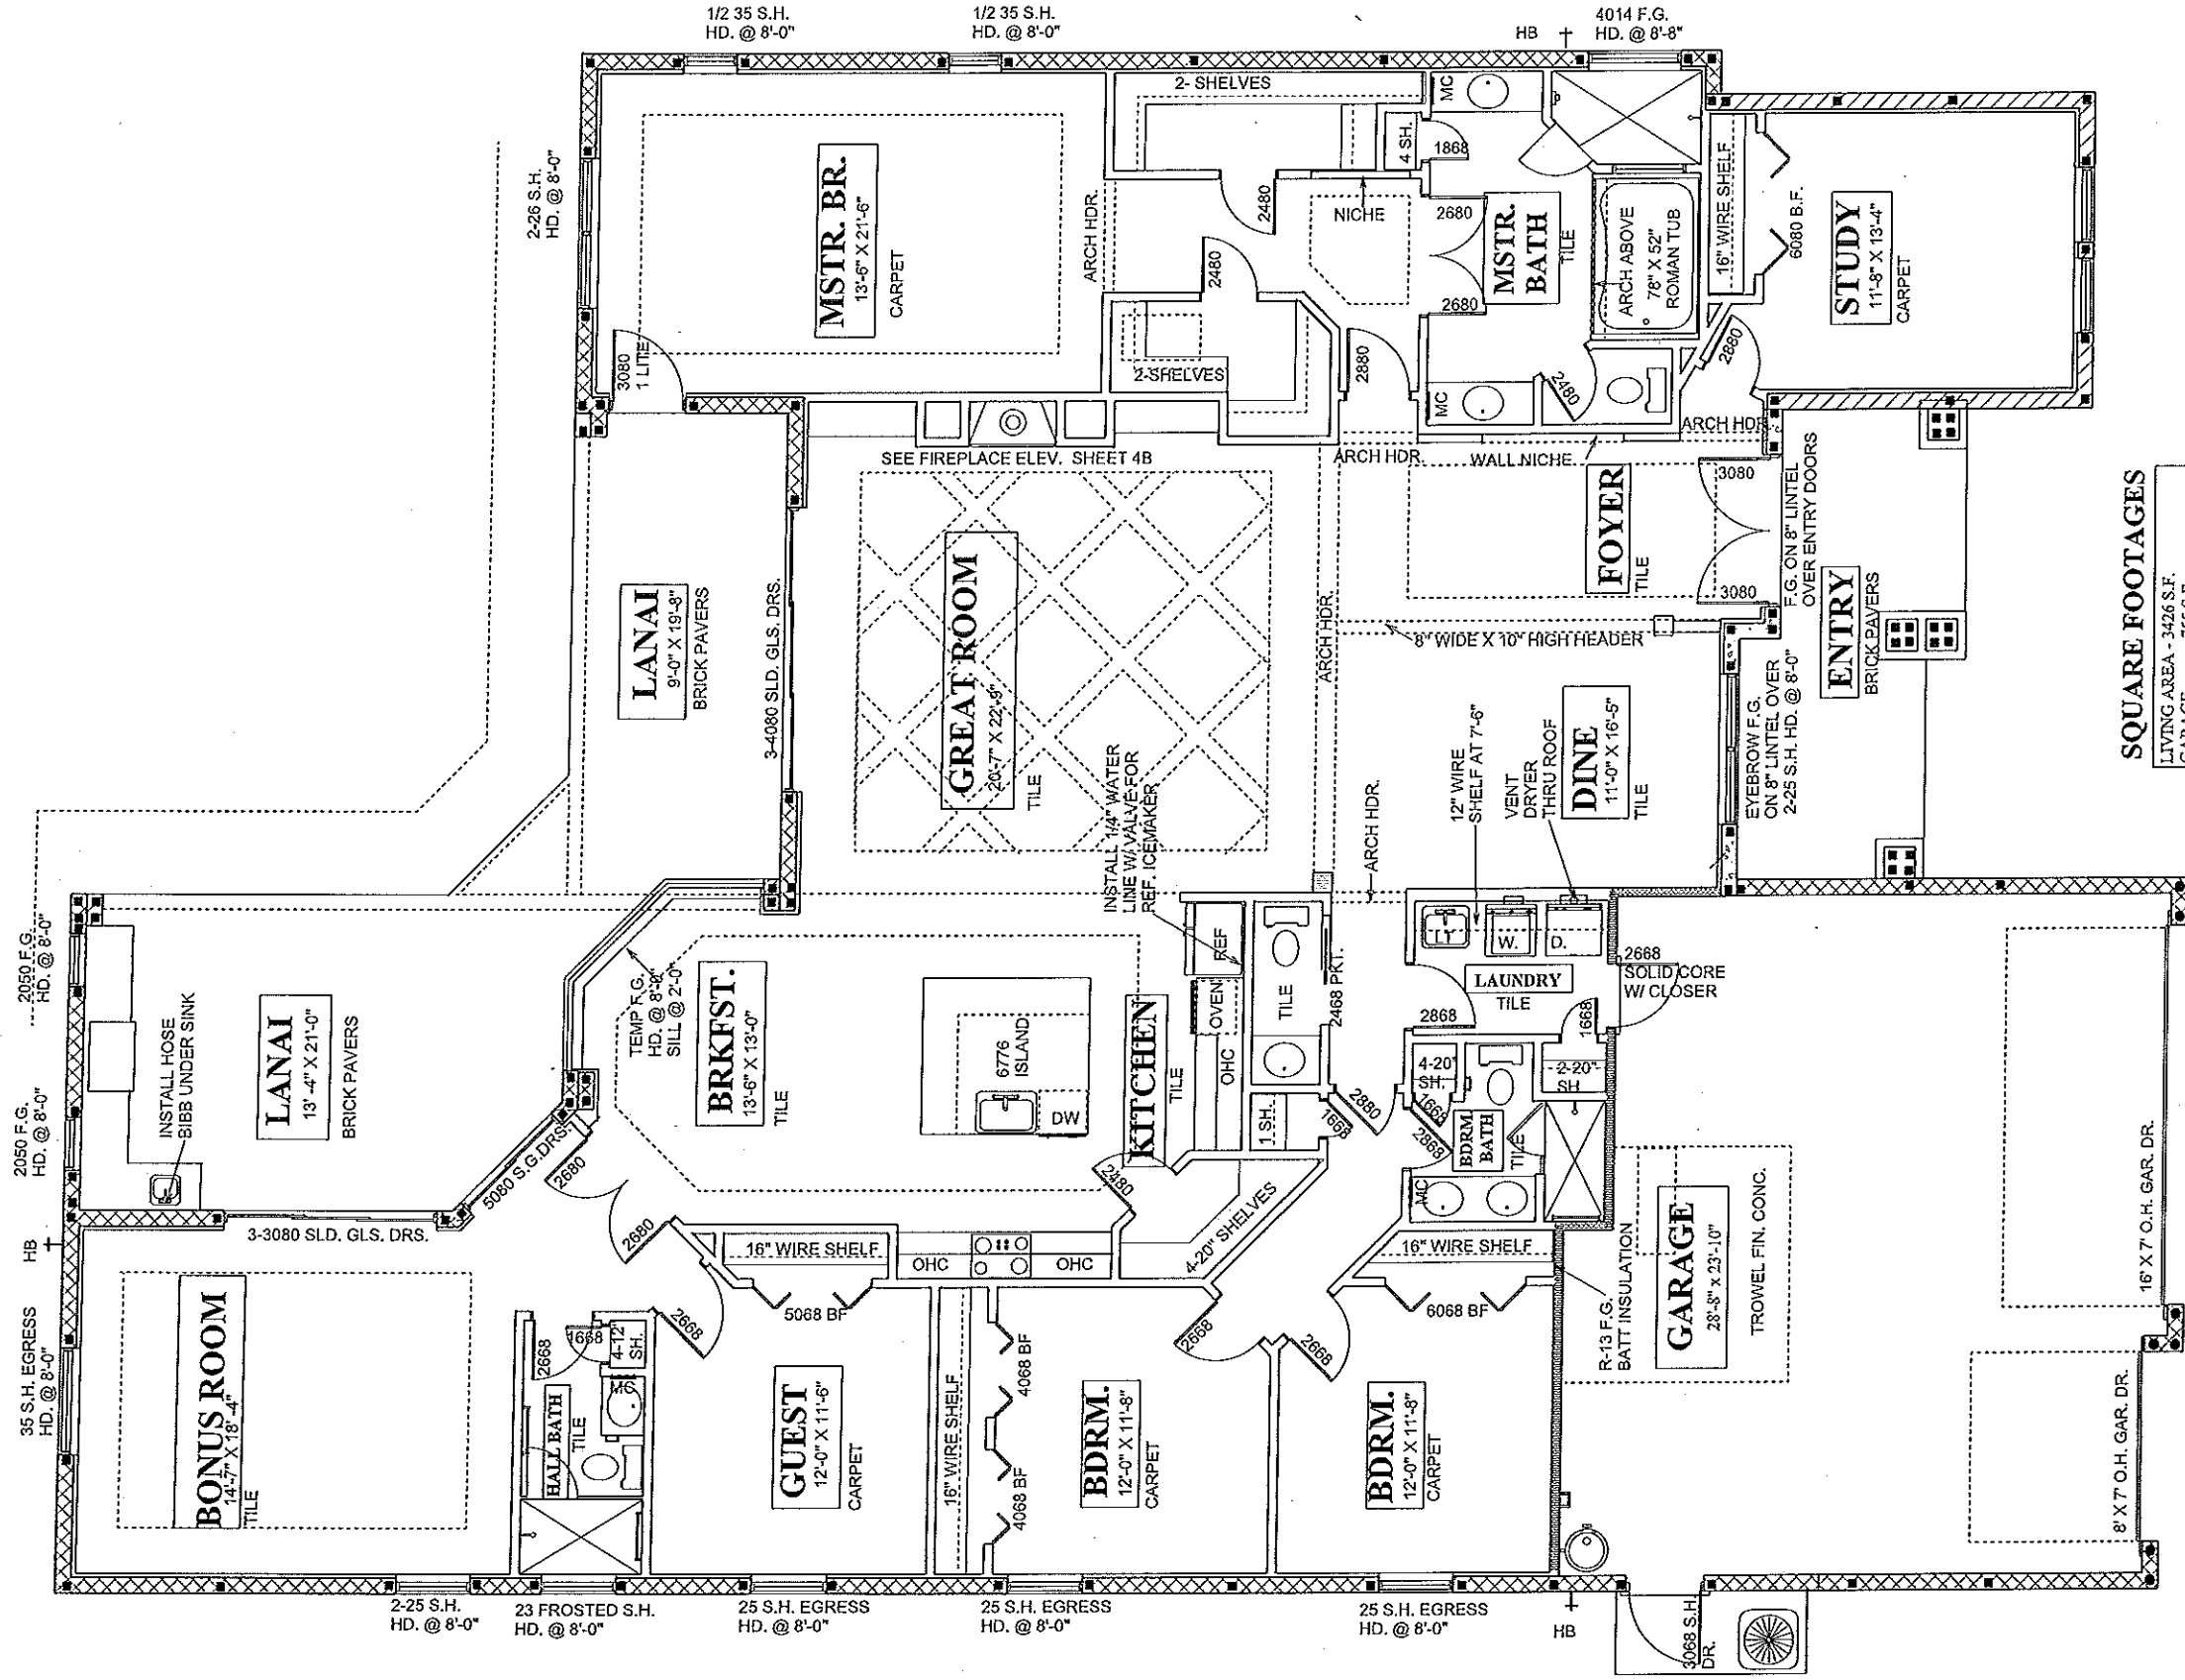 1/2 35 S.H.
HD. @ 8'-0"
1/2 35 S.H.
HD. @ 8'-0"
HB
4014 F.G.
HD. @ 8'-8"
2-26 S.H.
HD. @ 8'-0"
MSTR. BR.
13'-6" X 21'-6"
CARPET
3080
1 LITE
ARCH HDR.
2- SHELVES
2-SHELVES
2480
2480
NICHE
4 SH.
MC
1868
2680
2680
MSTR.
BATH
TILE
ARCH ABOVE
78" X 52"
ROMAN TUB
16" WIRE SHELF
6080 B.F.
STUDY
11'-8" X 13'-4"
CARPET
2880
2880
MC
2480
ARCH HDR.
SEE FIREPLACE ELEV. SHEET 4B
ARCH HDR.
WALL NICHE
FOYER
TILE
3080
3080
F.G. ON 8" LINTEL
OVER ENTRY DOORS
LANAI
9'-0" X 19'-8"
BRICK PAVERS
3-4080 SLD. GLS. DRS.
GREAT ROOM
20'-7" X 22'-9"
TILE
ARCH HDR.
8" WIDE X 10" HIGH HEADER
ENTRY
BRICK PAVERS
SQUARE FOOTAGES
LIVING AREA - 3426 S.F.
EYEBROW F.G.
ON 8" LINTEL OVER
2-25 S.H. HD. @ 8'-0"
DINE
11'-0" X 16'-5"
TILE
12" WIRE
SHELF AT 7'-6"
VENT
DRYER
THRU ROOF
ARCH HDR.
INSTALL 1/4" WATER
LINE W/ VALVE FOR
REF. ICEMAKER
2050 F.G.
HD. @ 8'-0"
2050 F.G.
HD. @ 8'-0"
INSTALL HOSE
BIBB UNDER SINK
LANAI
13'-4" X 21'-0"
BRICK PAVERS
TEMP F.G.
HD. @ 8'-0"
SILL @ 2'-0"
BRKFST.
13'-6" X 13'-0"
TILE
6776
ISLAND
DW
KITCHEN
TILE
REF
OVEN
OHC
TILE
2468 PKT.
1 SH.
1668
2880
LT
W.
D.
LAUNDRY
TILE
2868
1668
2668
SOLID CORE
W/ CLOSER
4-20"
SH.
1668
2868
BDRM
BATH
TILE
2-20"
SH
MC
5080 S.G.DRS.
2680
2680
2480
4-20" SHELVES
3-3080 SLD. GLS. DRS.
HB
35 S.H. EGRESS
HD. @ 8'-0"
BONUS ROOM
14'-7" X 18'-4"
TILE
16" WIRE SHELF
OHC
OHC
5068 BF
2668
2668
1668
4-12"
SH.
MC
HALL BATH
TILE
GUEST
12'-0" X 11'-6"
CARPET
16" WIRE SHELF
4068 BF
4068 BF
BDRM.
12'-0" X 11'-8"
CARPET
2668
2668
16" WIRE SHELF
6068 BF
BDRM.
12'-0" X 11'-8"
CARPET
R-13 F.G.
BATT INSULATION
GARAGE
28'-8" x 23'-10"
TROWEL FIN. CONC.
16' X 7' O.H. GAR. DR.
8' X 7' O.H. GAR. DR.
2-25 S.H.
HD. @ 8'-0"
23 FROSTED S.H.
HD. @ 8'-0"
25 S.H. EGRESS
HD. @ 8'-0"
25 S.H. EGRESS
HD. @ 8'-0"
25 S.H. EGRESS
HD. @ 8'-0"
HB
3068 S.H.
DR.